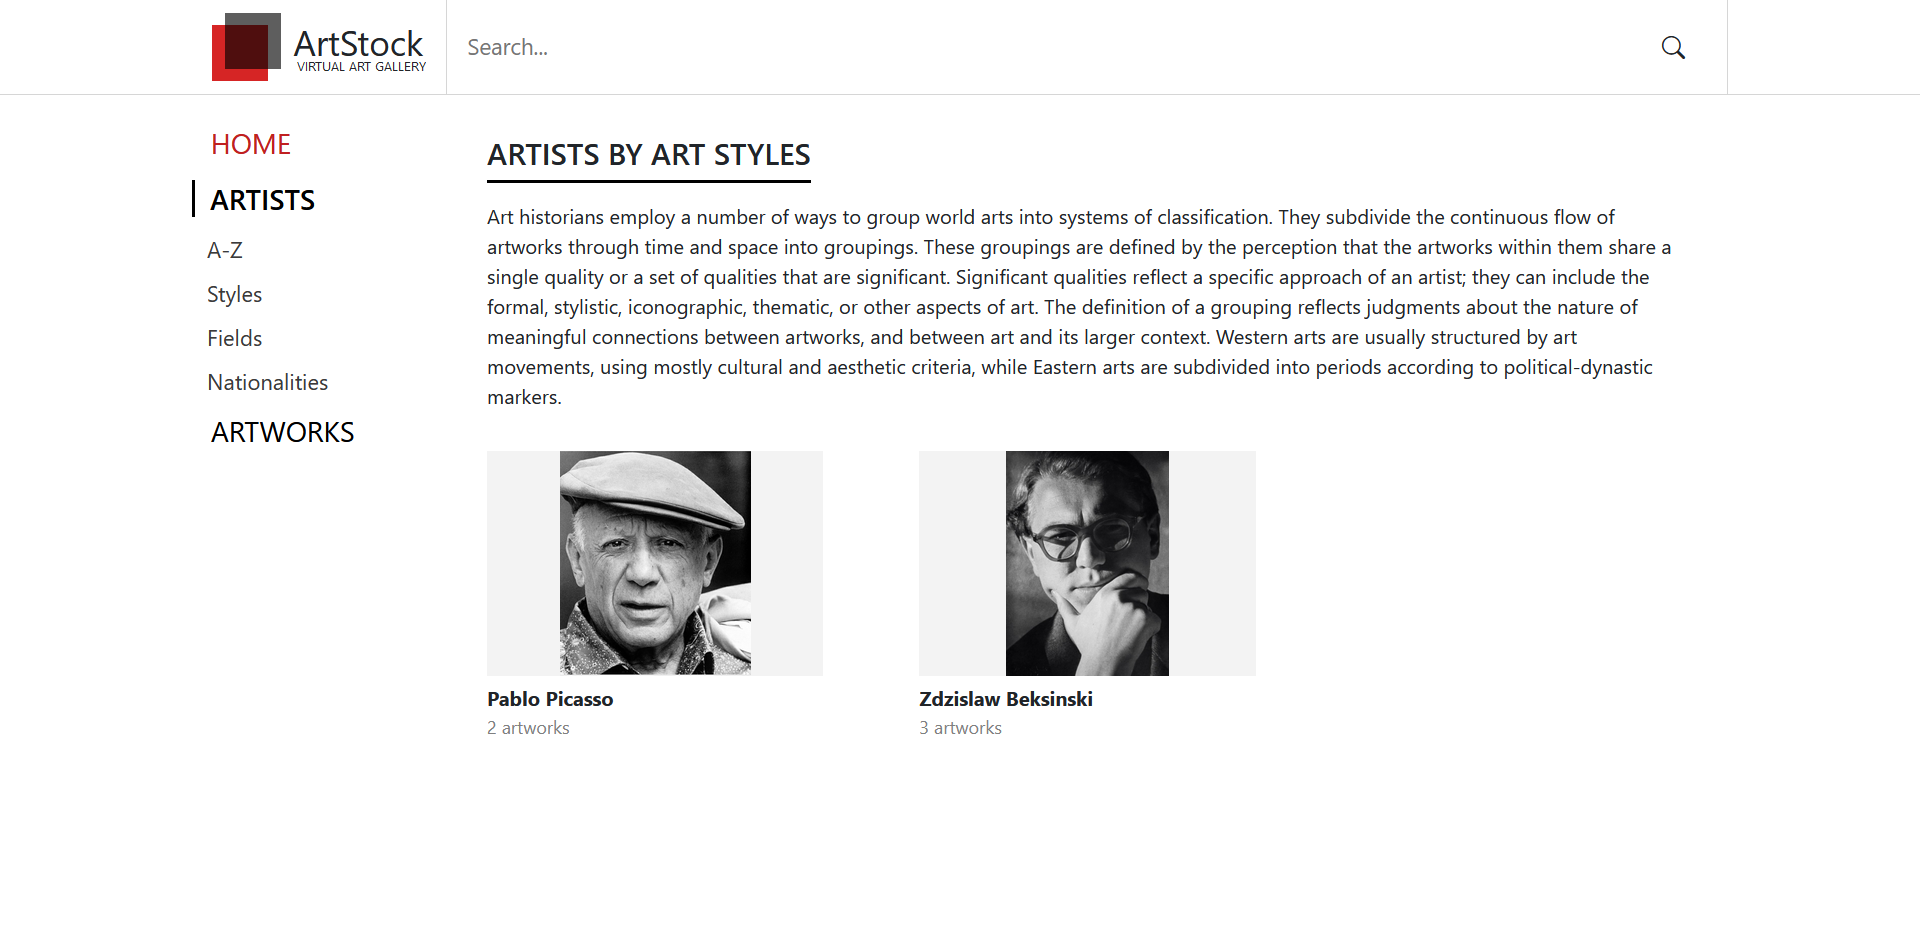 ArtStock
VIRTUAL ART GALLERY
Search...
HOME
ARTISTS
A-Z
Styles
Fields
Nationalities
ARTWORKS
ARTISTS BY ART STYLES
Art historians employ a number of ways to group world arts into systems of classification. They subdivide the continuous flow of
artworks through time and space into groupings. These groupings are defined by the perception that the artworks within them share a
single quality or a set of qualities that are significant. Significant qualities reflect a specific approach of an artist; they can include the
formal, stylistic, iconographic, thematic, or other aspects of art. The definition of a grouping reflects judgments about the nature of
meaningful connections between artworks, and between art and its larger context. Western arts are usually structured by art
movements, using mostly cultural and aesthetic criteria, while Eastern arts are subdivided into periods according to political-dynastic
markers.
Pablo Picasso
2 artworks
Zdzislaw Beksinski
3 artworks